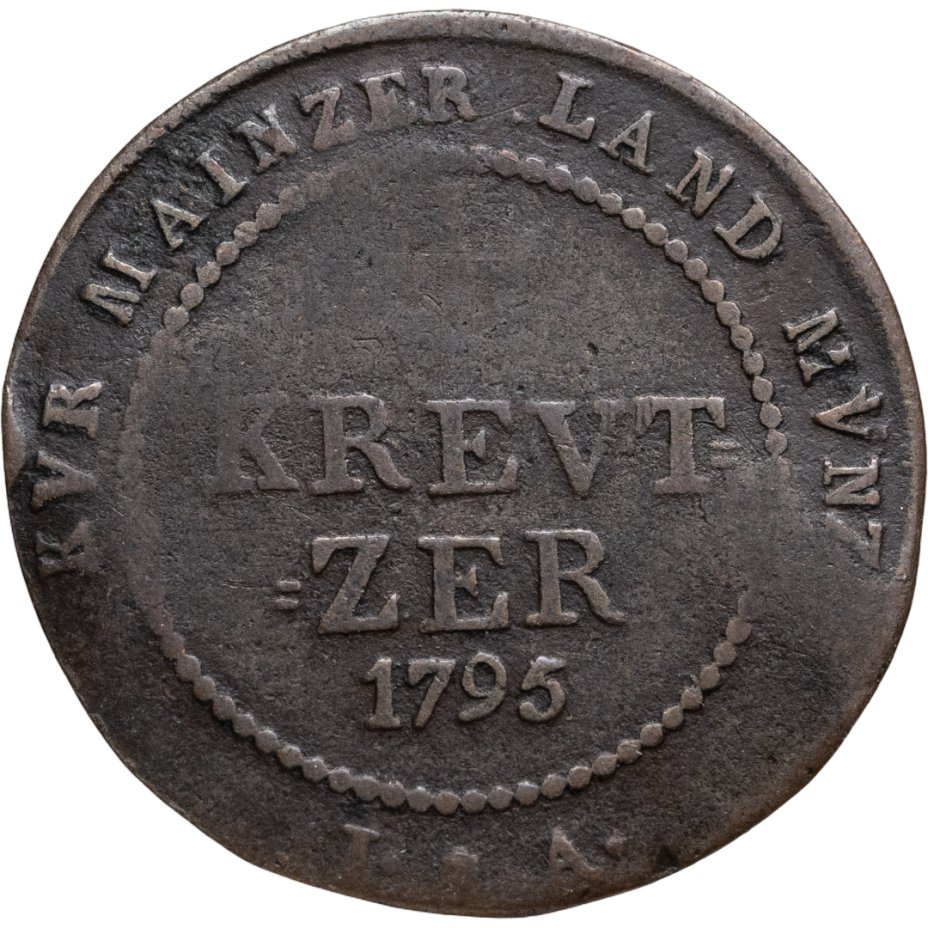 KVR MAINZER LAND MVNZ
KREVT=
=ZER
1795
I· A·